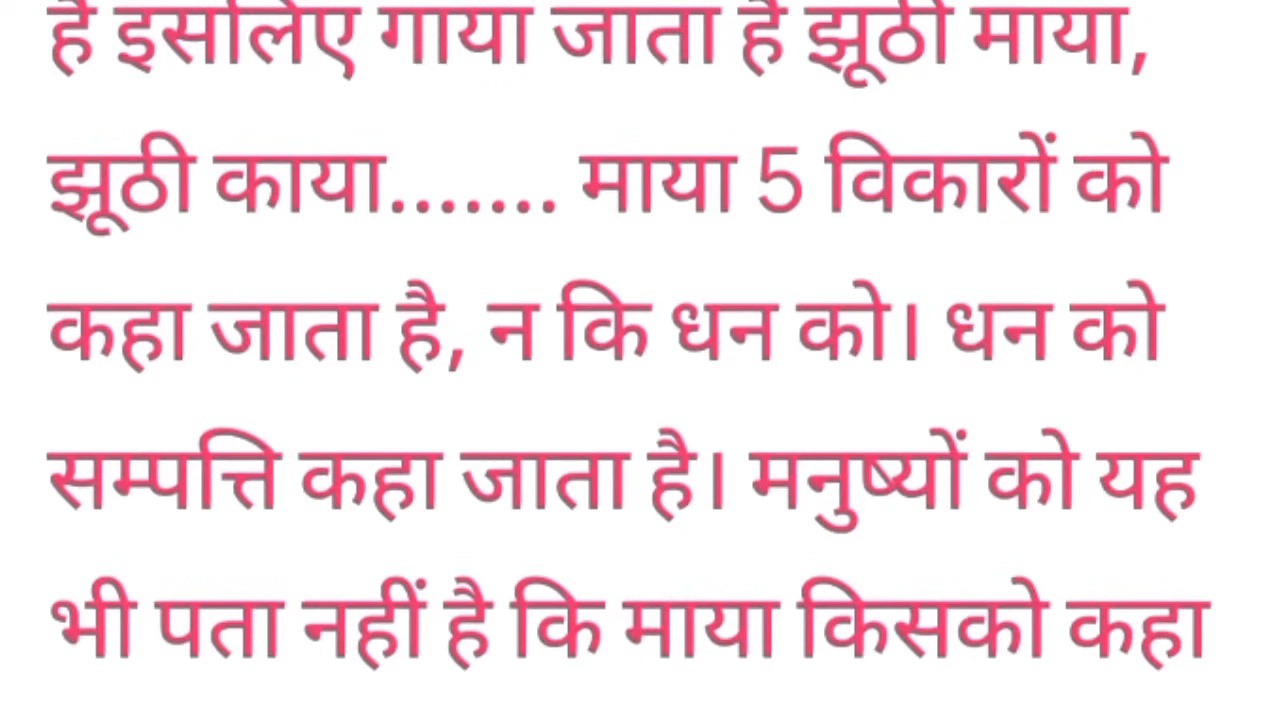 है इसलिए गाया जाता है झूठी माया,
झूठी काया....... माया 5 विकारों को
कहा जाता है, न कि धन को। धन को
सम्पत्ति कहा जाता है। मनुष्यों को यह
भी पता नहीं है कि माया किसको कहा